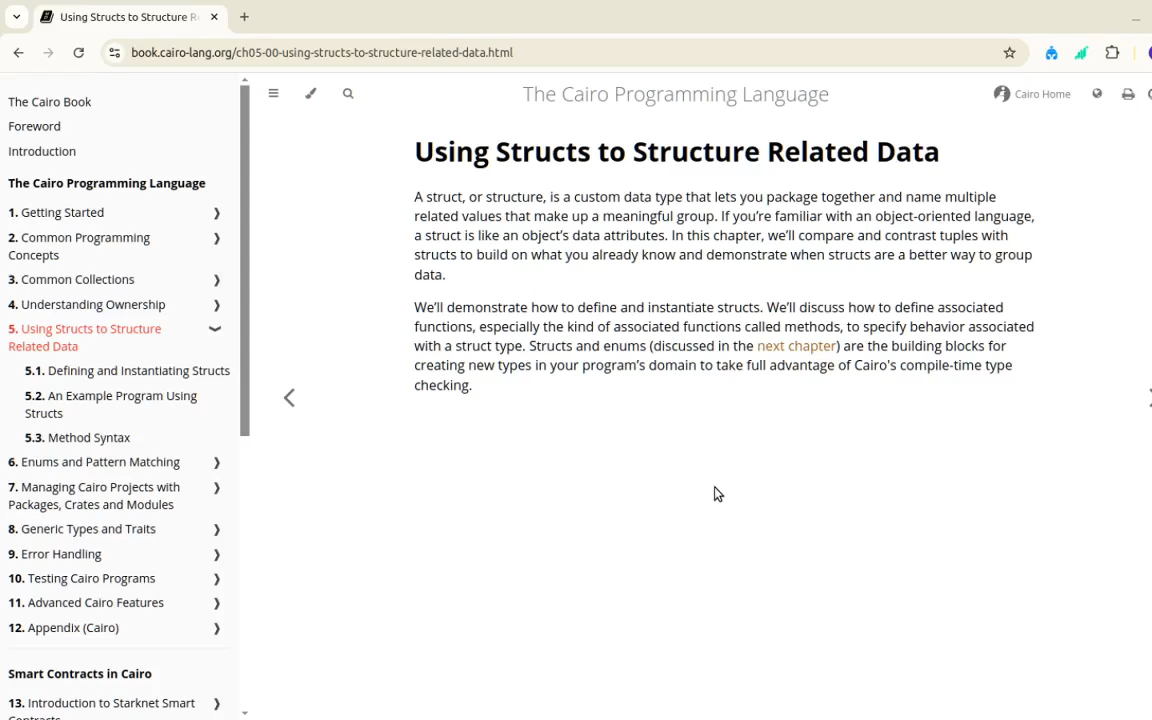 Using Structs to Structure Re
book.cairo-lang.org/ch05-00-using-structs-to-structure-related-data.html
The Cairo Book
Foreword
Introduction
The Cairo Programming Language
1. Getting Started
2. Common Programming
Concepts
3. Common Collections
4. Understanding Ownership
5. Using Structs to Structure
Related Data
5.1. Defining and Instantiating Structs
5.2. An Example Program Using
Structs
5.3. Method Syntax
6. Enums and Pattern Matching
7. Managing Cairo Projects with
Packages, Crates and Modules
8. Generic Types and Traits
9. Error Handling
10. Testing Cairo Programs
11. Advanced Cairo Features
12. Appendix (Cairo)
Smart Contracts in Cairo
13. Introduction to Starknet Smart
Contracts
The Cairo Programming Language
Cairo Home
Using Structs to Structure Related Data
A struct, or structure, is a custom data type that lets you package together and name multiple
related values that make up a meaningful group. If you’re familiar with an object-oriented language,
a struct is like an object’s data attributes. In this chapter, we’ll compare and contrast tuples with
structs to build on what you already know and demonstrate when structs are a better way to group
data.
We’ll demonstrate how to define and instantiate structs. We’ll discuss how to define associated
functions, especially the kind of associated functions called methods, to specify behavior associated
with a struct type. Structs and enums (discussed in the next chapter) are the building blocks for
creating new types in your program’s domain to take full advantage of Cairo's compile-time type
checking.